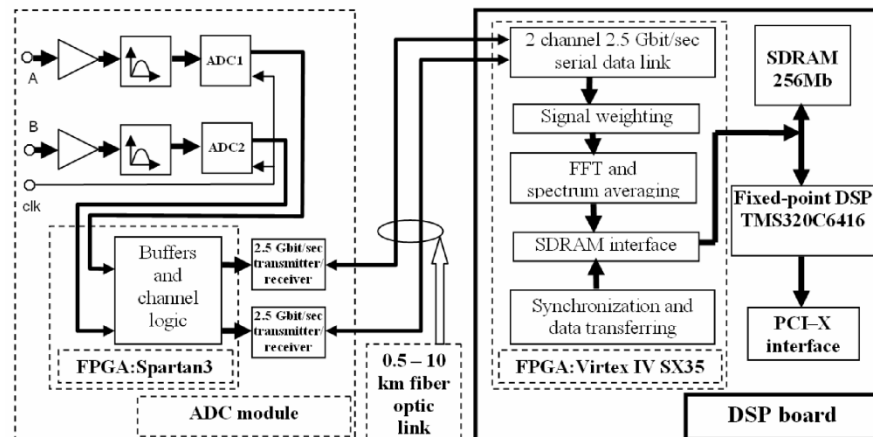 A
ADC1
B
ADC2
clk
Buffers
and
channel
logic
2.5 Gbit/sec
transmitter/
receiver
2.5 Gbit/sec
transmitter/
receiver
FPGA:Spartan3
ADC module
0.5 – 10
km fiber
optic
link
2 channel 2.5 Gbit/sec
serial data link
Signal weighting
FFT and
spectrum averaging
SDRAM interface
Synchronization and
data transferring
FPGA:Virtex IV SX35
SDRAM
256Mb
Fixed-point DSP
TMS320C6416
PCI–X
interface
DSP board